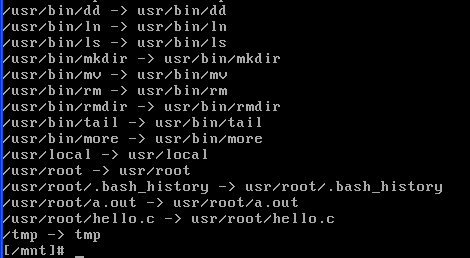 /usr/bin/dd -> usr/bin/dd
/usr/bin/ln -> usr/bin/ln
/usr/bin/ls -> usr/bin/ls
/usr/bin/mkdir -> usr/bin/mkdir
/usr/bin/mv -> usr/bin/mv
/usr/bin/rm -> usr/bin/rm
/usr/bin/rmdir -> usr/bin/rmdir
/usr/bin/tail -> usr/bin/tail
/usr/bin/more -> usr/bin/more
/usr/local -> usr/local
/usr/root -> usr/root
/usr/root/.bash_history -> usr/root/.bash_history
/usr/root/a.out -> usr/root/a.out
/usr/root/hello.c -> usr/root/hello.c
/tmp -> tmp
[/mnt]# _